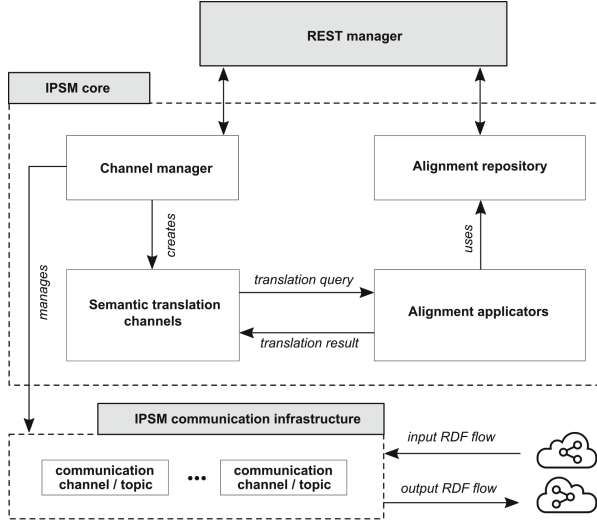 REST manager
IPSM core
Channel manager
Alignment repository
creates
uses
manages
Semantic translation
channels
translation query
translation result
Alignment applicators
IPSM communication infrastructure
communication
channel / topic
•••
communication
channel / topic
input RDF flow
output RDF flow